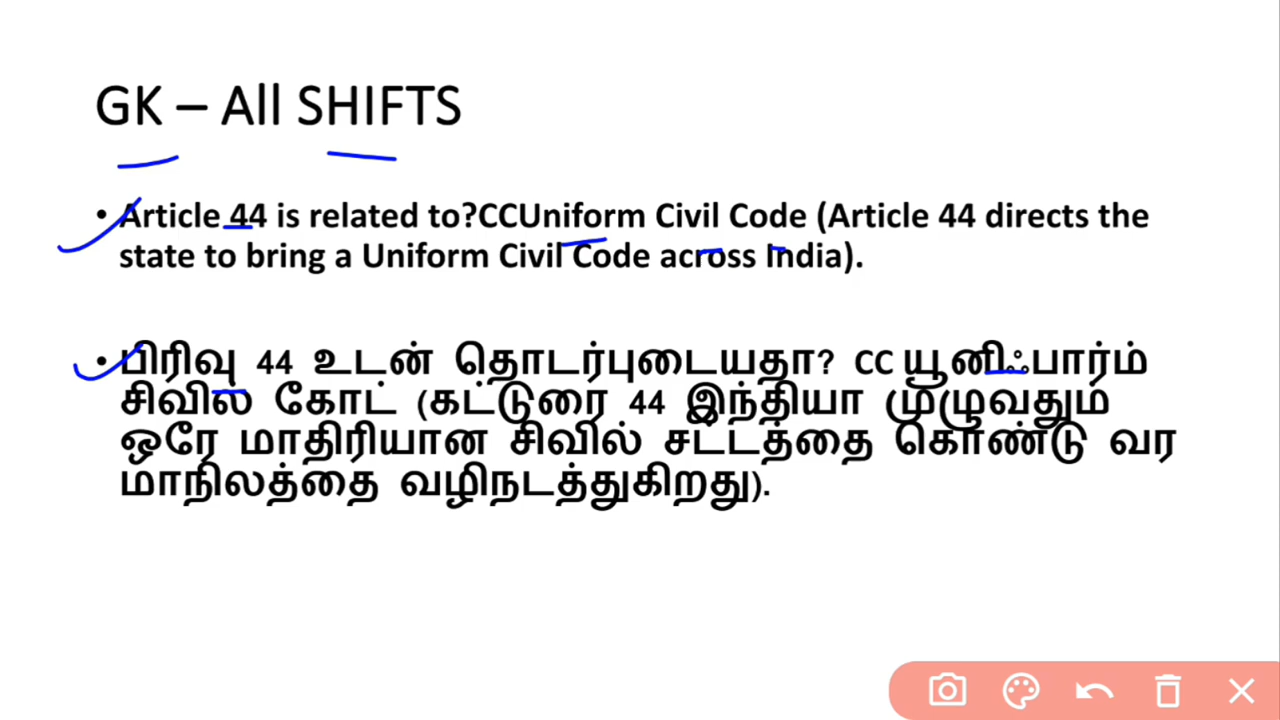 GK – All SHIFTS
• Article 44 is related to?CCUniform Civil Code (Article 44 directs the
state to bring a Uniform Civil Code across India).
• பிரிவு 44 உடன் தொடர்புடையதா? CC யூனிஃபார்ம்
சிவில் கோட் (கட்டுரை 44 இந்தியா முழுவதும்
ஒரே மாதிரியான சிவில் சட்டத்தை கொண்டு வர
மாநிலத்தை வழிநடத்துகிறது).